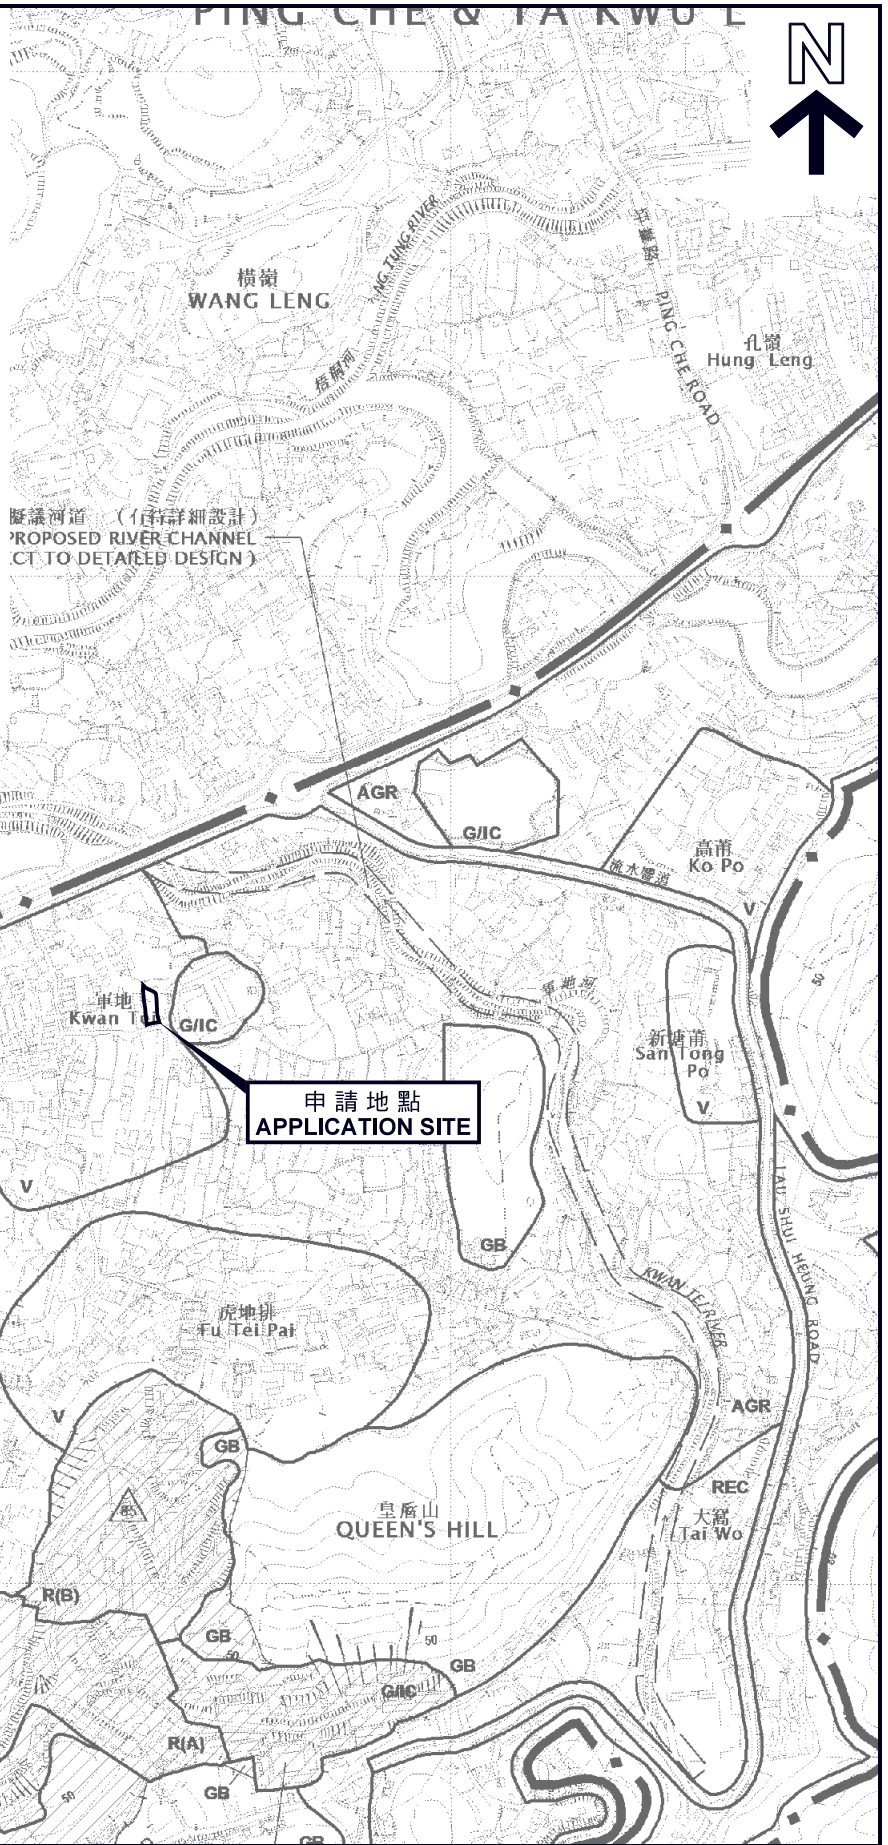 PING CHE & TA KWU L
N
橫嶺
WANG LENG
NG TUNG RIVER
梧桐河
坪輋路
PING CHE ROAD
孔嶺
Hung Leng
擬議河道 （有待詳細設計）
PROPOSED RIVER CHANNEL
CT TO DETAILED DESIGN )
AGR
G/IC
流水響道
高莆
Ko Po
V
50
軍地
Kwan Tei
G/IC
軍地河
新塘莆
San Tong
Po
V
申請地點
APPLICATION SITE
V
GB
LAU SHUI HEUNG ROAD
KWAN TEI RIVER
虎地排
Fu Tei Pai
V
AGR
GB
REC
皇后山
QUEEN'S HILL
大窩
Tai Wo
R(B)
GB
50
50
GB
G/IC
R(A)
GB
50
GB